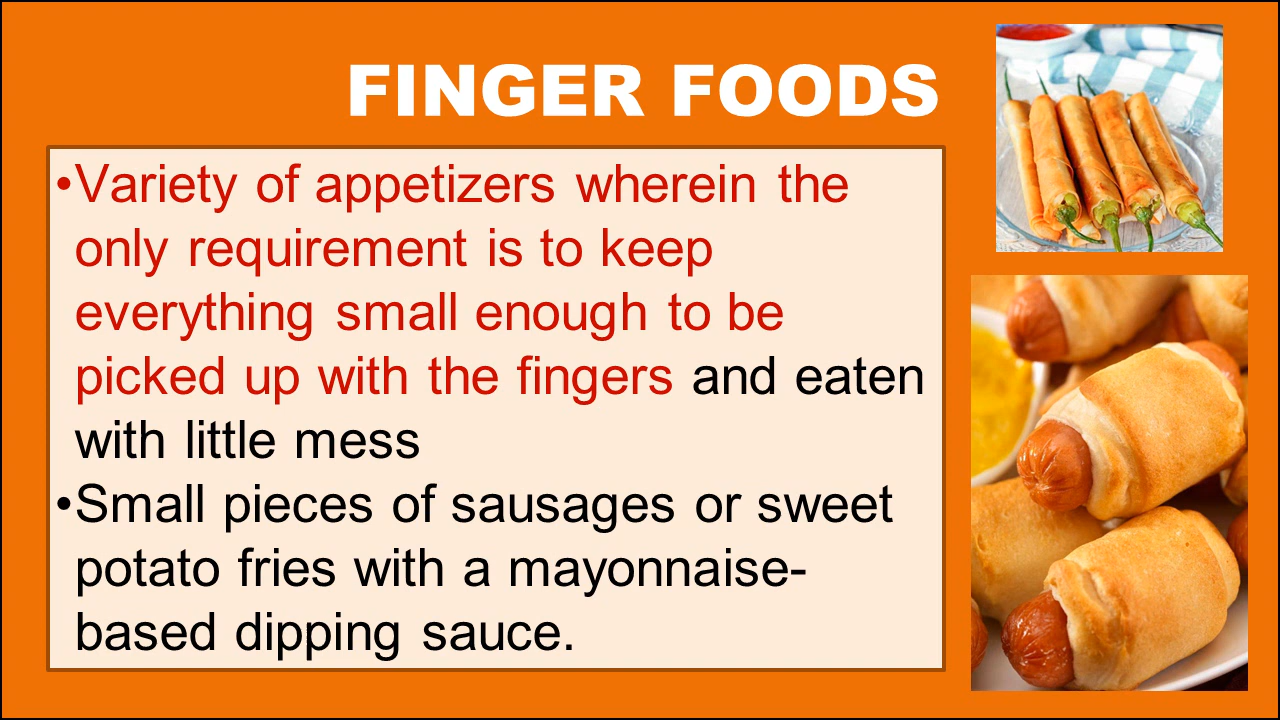 FINGER FOODS
•Variety of appetizers wherein the
only requirement is to keep
everything small enough to be
picked up with the fingers and eaten
with little mess
•Small pieces of sausages or sweet
potato fries with a mayonnaise-
based dipping sauce.